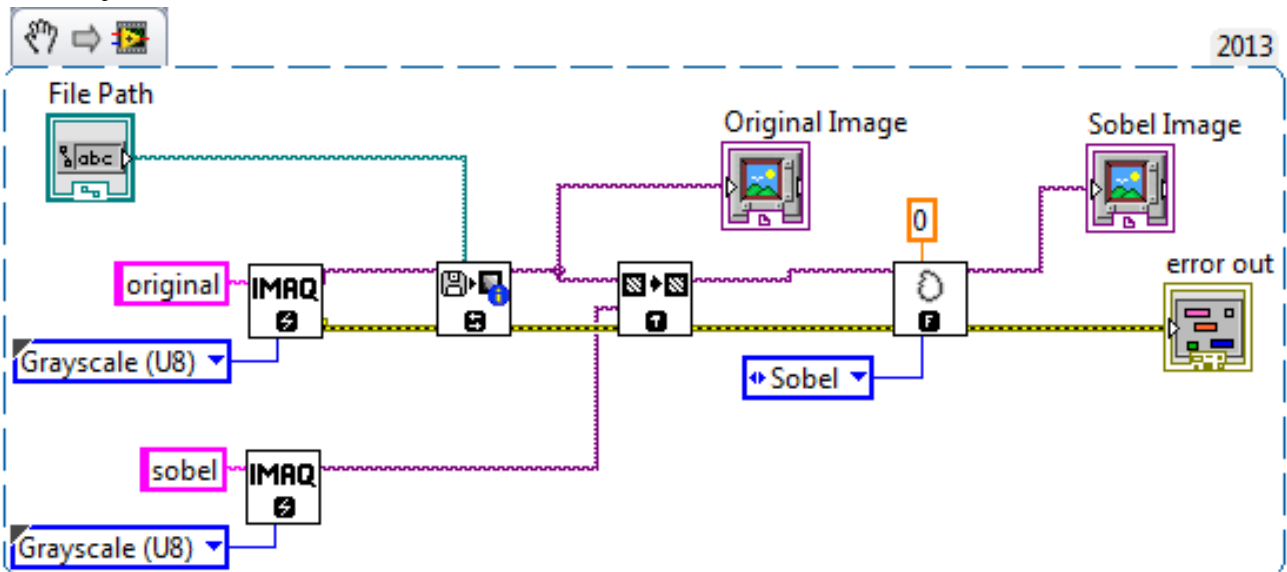 2013
File Path
abc
Original Image
Sobel Image
0
error out
original
IMAQ
Grayscale (U8)
Sobel
sobel
IMAQ
Grayscale (U8)